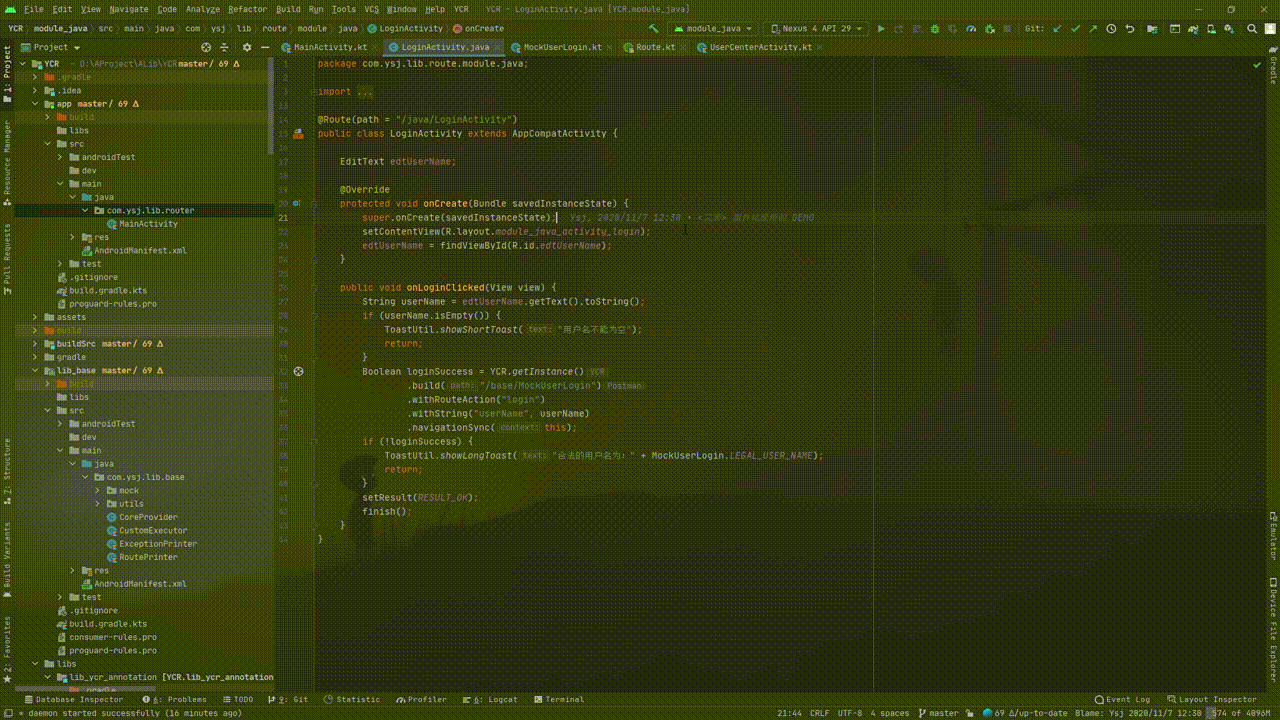 File Edit View Navigate Code Analyze Refactor Build Run Tools VCS Window Help YCR YCR - LoginActivity.java [YCR.module_java]
YCR module_java src main java com ysj lib route module java LoginActivity onCreate module_java Nexus 4 API 29 Git:
Project MainActivity.kt LoginActivity.java MockUserLogin.kt Route.kt UserCenterActivity.kt
YCR D:\AProject\ALib\YCR master / 69 Δ
.gradle
.idea
app master / 69 Δ
build
libs
src
androidTest
dev
main
java
com.ysj.lib.router
MainActivity
res
AndroidManifest.xml
test
.gitignore
build.gradle.kts
proguard-rules.pro
assets
build
buildSrc master / 69 Δ
gradle
lib_base master / 69 Δ
build
libs
src
androidTest
dev
main
java
com.ysj.lib.base
mock
utils
CoreProvider
CustomExecutor
ExceptionPrinter
RoutePrinter
res
AndroidManifest.xml
test
.gitignore
build.gradle.kts
consumer-rules.pro
proguard-rules.pro
libs
lib_ycr_annotation [YCR.lib_ycr_annotation]
.gradle
1 package com.ysj.lib.route.module.java;
2
3 import ...
13
14 @Route(path = "/java/LoginActivity")
15 public class LoginActivity extends AppCompatActivity {
16
17 EditText edtUserName;
18
19 @Override
20 protected void onCreate(Bundle savedInstanceState) {
21 super.onCreate(savedInstanceState); Ysj, 2020/11/7 12:30 · DEMO
22 setContentView(R.layout.module_java_activity_login);
23 edtUserName = findViewById(R.id.edtUserName);
24 }
25
26 public void onLoginClicked(View view) {
27 String userName = edtUserName.getText().toString();
28 if (userName.isEmpty()) {
29 ToastUtil.showShortToast( text: "用户名不能为空");
30 return;
31 }
32 Boolean loginSuccess = YCR.getInstance() YCR
33 .build( path: "/base/MockUserLogin") Postman
34 .withRouteAction("login")
35 .withString("userName", userName)
36 .navigationSync( context: this);
37 if (!loginSuccess) {
38 ToastUtil.showLongToast( text: "合法的用户名为：" + MockUserLogin.LEGAL_USER_NAME);
39 return;
40 }
41 setResult(RESULT_OK);
42 finish();
43 }
44 }
1: Project
Resource Manager
Pull Requests
7: Structure
Build Variants
2: Favorites
Gradle
Emulator
Device File Explorer
Database Inspector 6: Problems TODO 9: Git Statistic Profiler 6: Logcat Terminal Event Log Layout Inspector
* daemon started successfully (16 minutes ago) 21:44 CRLF UTF-8 4 spaces master 69 Δ/up-to-date Blame: Ysj 2020/11/7 12:30 574 of 4096M